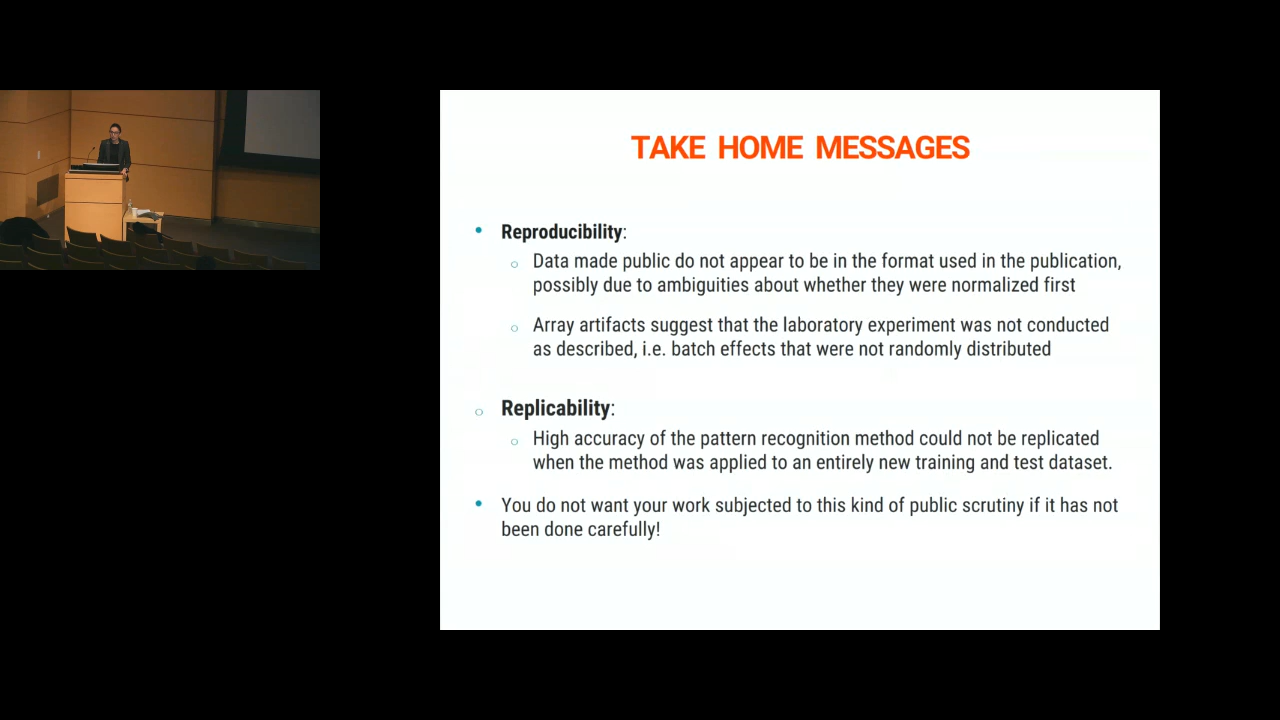 TAKE HOME MESSAGES
• Reproducibility:
○ Data made public do not appear to be in the format used in the publication,
possibly due to ambiguities about whether they were normalized first
○ Array artifacts suggest that the laboratory experiment was not conducted
as described, i.e. batch effects that were not randomly distributed
○ Replicability:
○ High accuracy of the pattern recognition method could not be replicated
when the method was applied to an entirely new training and test dataset.
• You do not want your work subjected to this kind of public scrutiny if it has not
been done carefully!